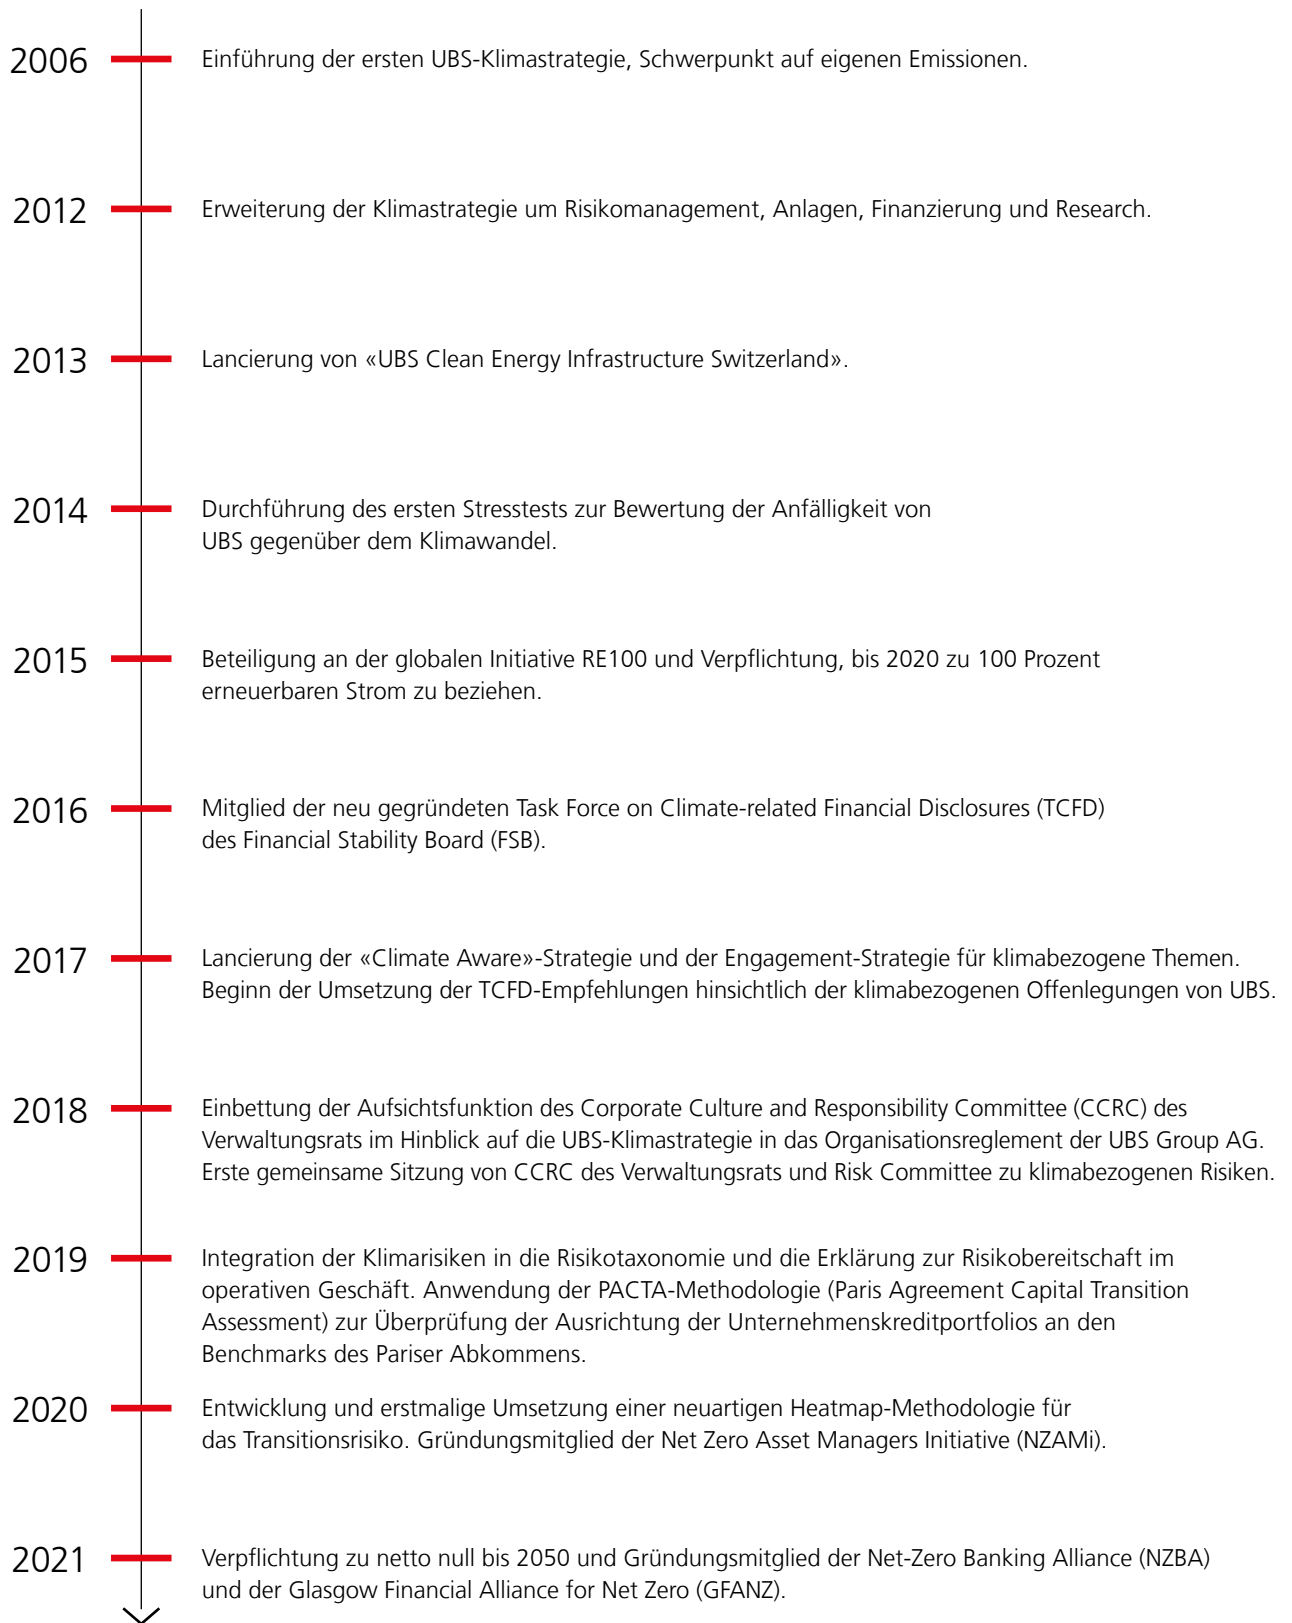 2006
Einführung der ersten UBS-Klimastrategie, Schwerpunkt auf eigenen Emissionen.
2012
Erweiterung der Klimastrategie um Risikomanagement, Anlagen, Finanzierung und Research.
2013
Lancierung von «UBS Clean Energy Infrastructure Switzerland».
2014
Durchführung des ersten Stresstests zur Bewertung der Anfälligkeit von
UBS gegenüber dem Klimawandel.
2015
Beteiligung an der globalen Initiative RE100 und Verpflichtung, bis 2020 zu 100 Prozent
erneuerbaren Strom zu beziehen.
2016
Mitglied der neu gegründeten Task Force on Climate-related Financial Disclosures (TCFD)
des Financial Stability Board (FSB).
2017
Lancierung der «Climate Aware»-Strategie und der Engagement-Strategie für klimabezogene Themen.
Beginn der Umsetzung der TCFD-Empfehlungen hinsichtlich der klimabezogenen Offenlegungen von UBS.
2018
Einbettung der Aufsichtsfunktion des Corporate Culture and Responsibility Committee (CCRC) des
Verwaltungsrats im Hinblick auf die UBS-Klimastrategie in das Organisationsreglement der UBS Group AG.
Erste gemeinsame Sitzung von CCRC des Verwaltungsrats und Risk Committee zu klimabezogenen Risiken.
2019
Integration der Klimarisiken in die Risikotaxonomie und die Erklärung zur Risikobereitschaft im
operativen Geschäft. Anwendung der PACTA-Methodologie (Paris Agreement Capital Transition
Assessment) zur Überprüfung der Ausrichtung der Unternehmenskreditportfolios an den
Benchmarks des Pariser Abkommens.
2020
Entwicklung und erstmalige Umsetzung einer neuartigen Heatmap-Methodologie für
das Transitionsrisiko. Gründungsmitglied der Net Zero Asset Managers Initiative (NZAMi).
2021
Verpflichtung zu netto null bis 2050 und Gründungsmitglied der Net-Zero Banking Alliance (NZBA)
und der Glasgow Financial Alliance for Net Zero (GFANZ).